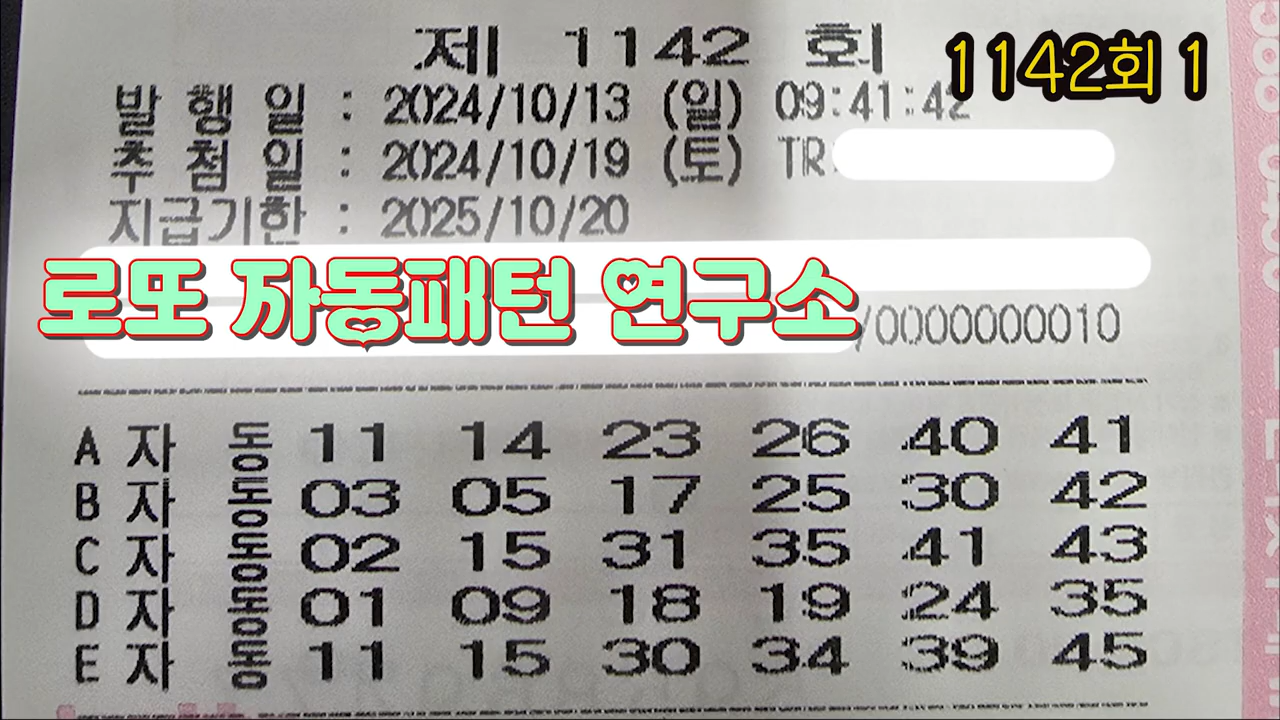 제 1142 회
1142회 1
발 행 일 : 2024/10/13 (일) 09:41:42
추 첨 일 : 2024/10/19 (토) TR
지급기한 : 2025/10/20
로또 쟈동패턴 연구소
/0000000010
A 자 동 11 14 23 26 40 41
B 자 동 03 05 17 25 30 42
C 자 동 02 15 31 35 41 43
D 자 동 01 09 18 19 24 35
E 자 동 11 15 30 34 39 45